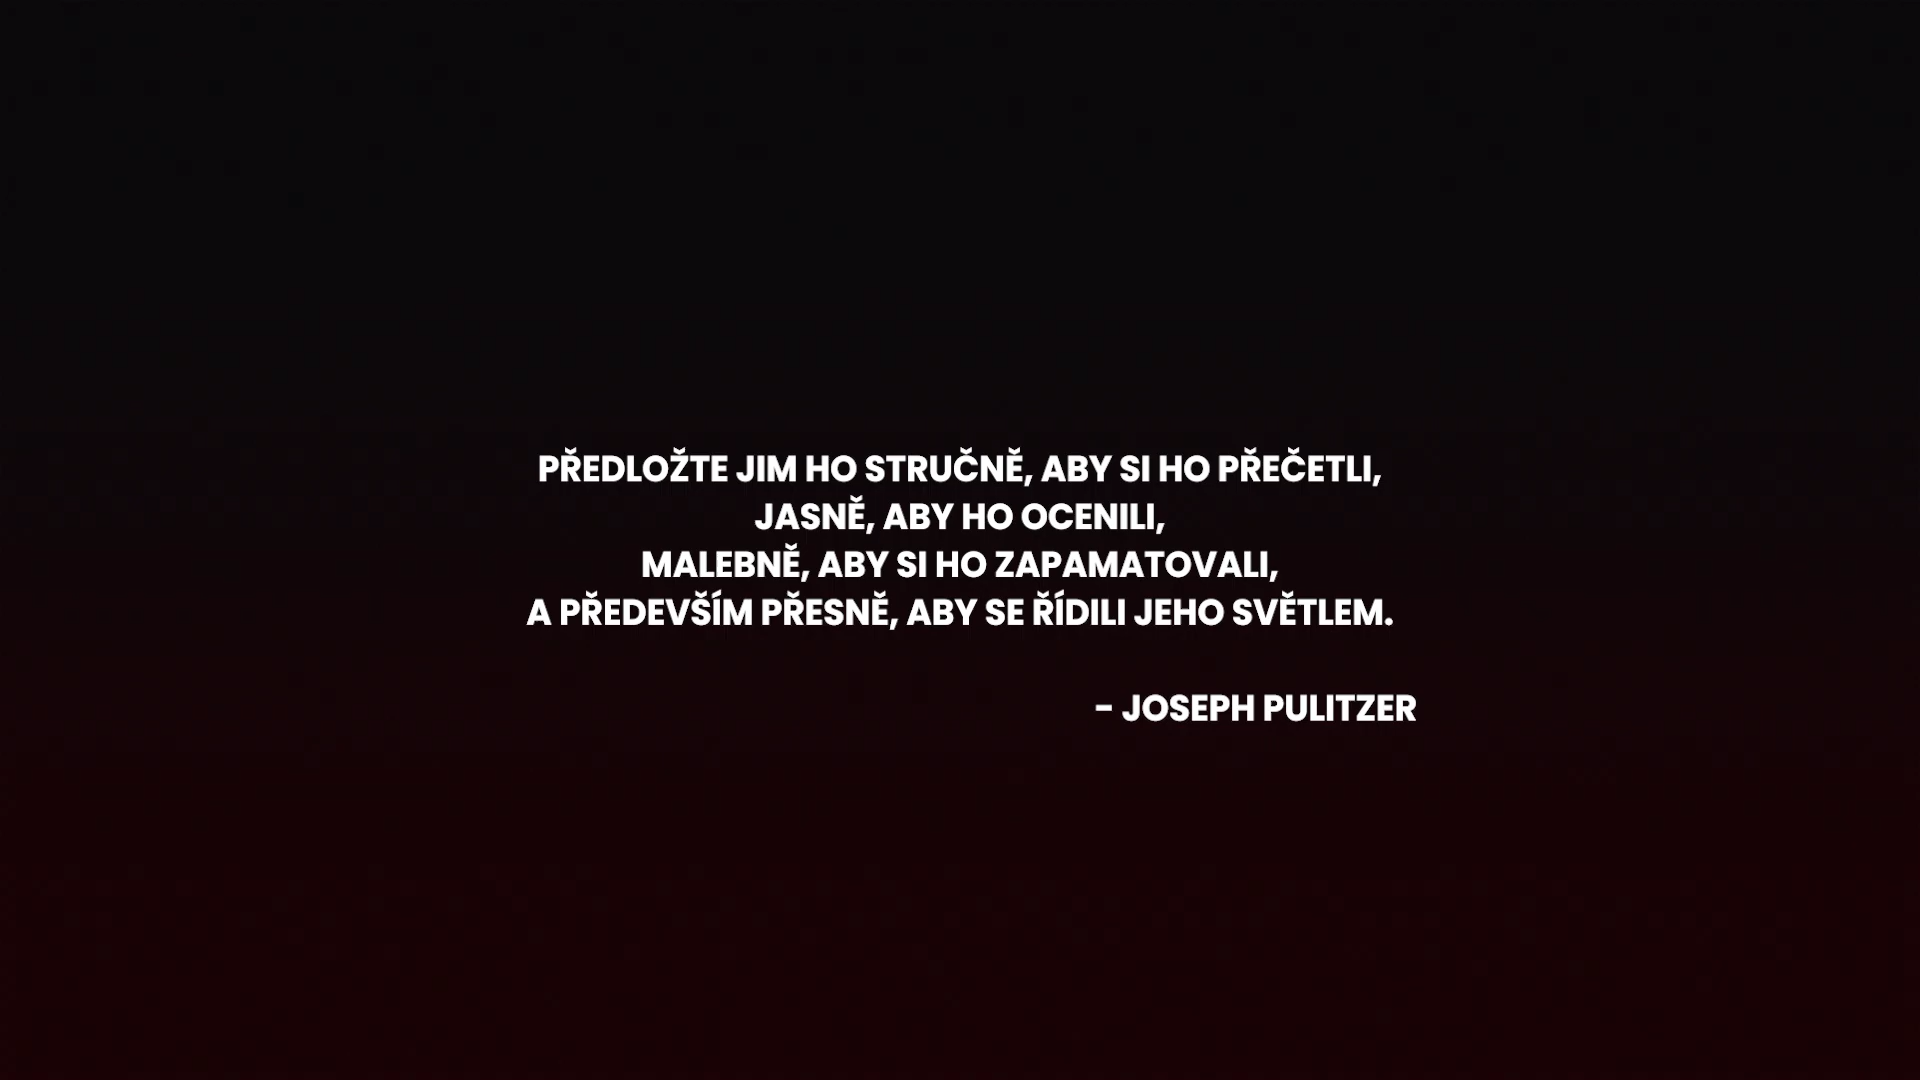 PŘEDLOŽTE JIM HO STRUČNĚ, ABY SI HO PŘEČETLI,
JASNĚ, ABY HO OCENILI,
MALEBNĚ, ABY SI HO ZAPAMATOVALI,
A PŘEDEVŠÍM PŘESNĚ, ABY SE ŘÍDILI JEHO SVĚTLEM.
- JOSEPH PULITZER